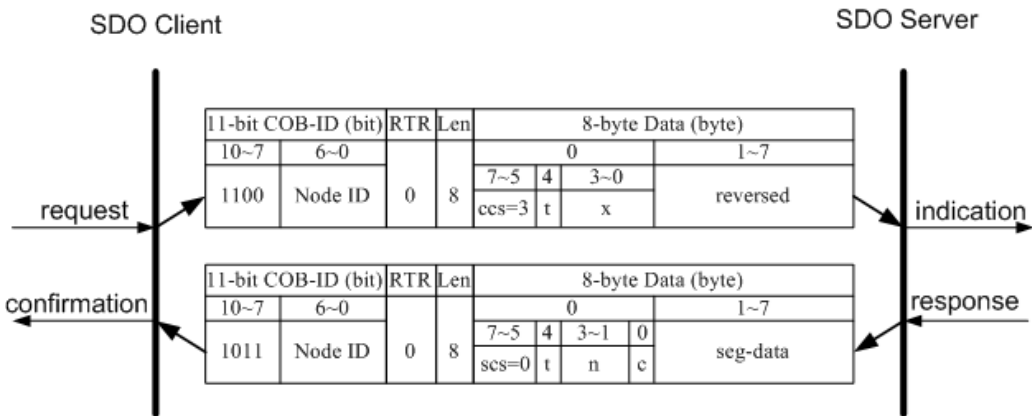 SDO Client
SDO Server
11-bit COB-ID (bit) RTR Len 8-byte Data (byte)
10~7 6~0 0 1~7
7~5 4 3~0
1100 Node ID 0 8 ccs=3 t x reversed
request
indication
11-bit COB-ID (bit) RTR Len 8-byte Data (byte)
confirmation
response
10~7 6~0 0 1~7
7~5 4 3~1 0
1011 Node ID 0 8 scs=0 t n c seg-data